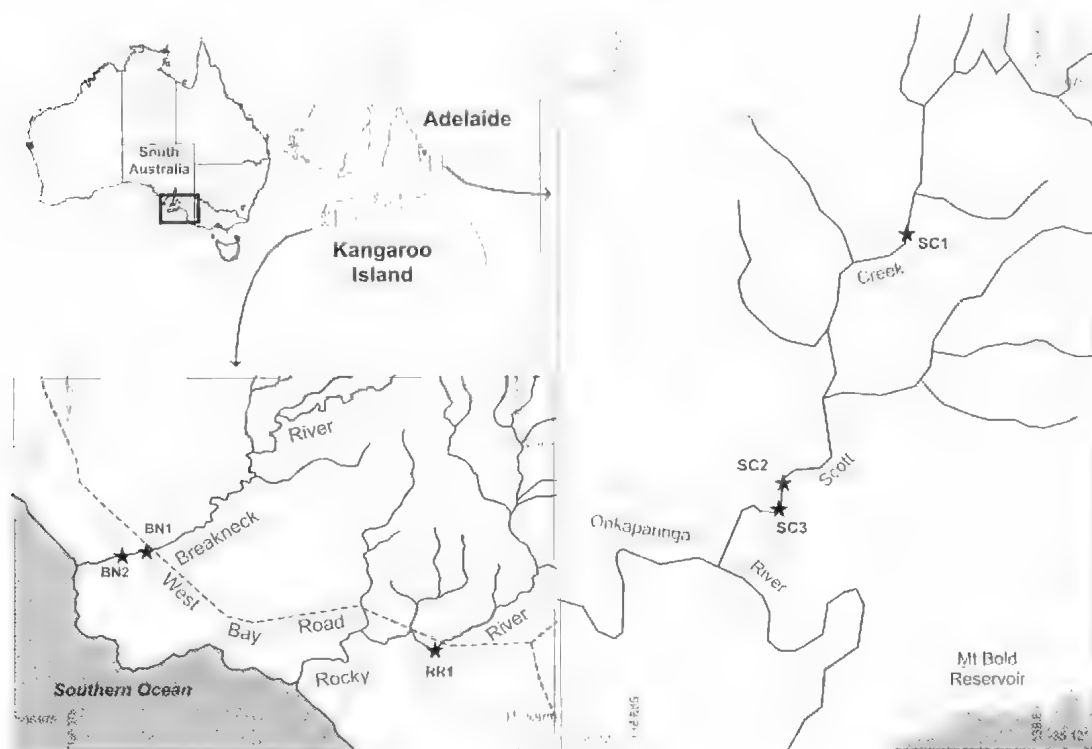 South
Australia
Adelaide
Kangaroo
Island
SC1
Creek
SC2
Scott
SC3
Onkaparinga
River
Mt Bold
Reservoir
River
BN1
Breakneck
BN2
West
Bay
Road
River
Rocky
RR1
Southern Ocean